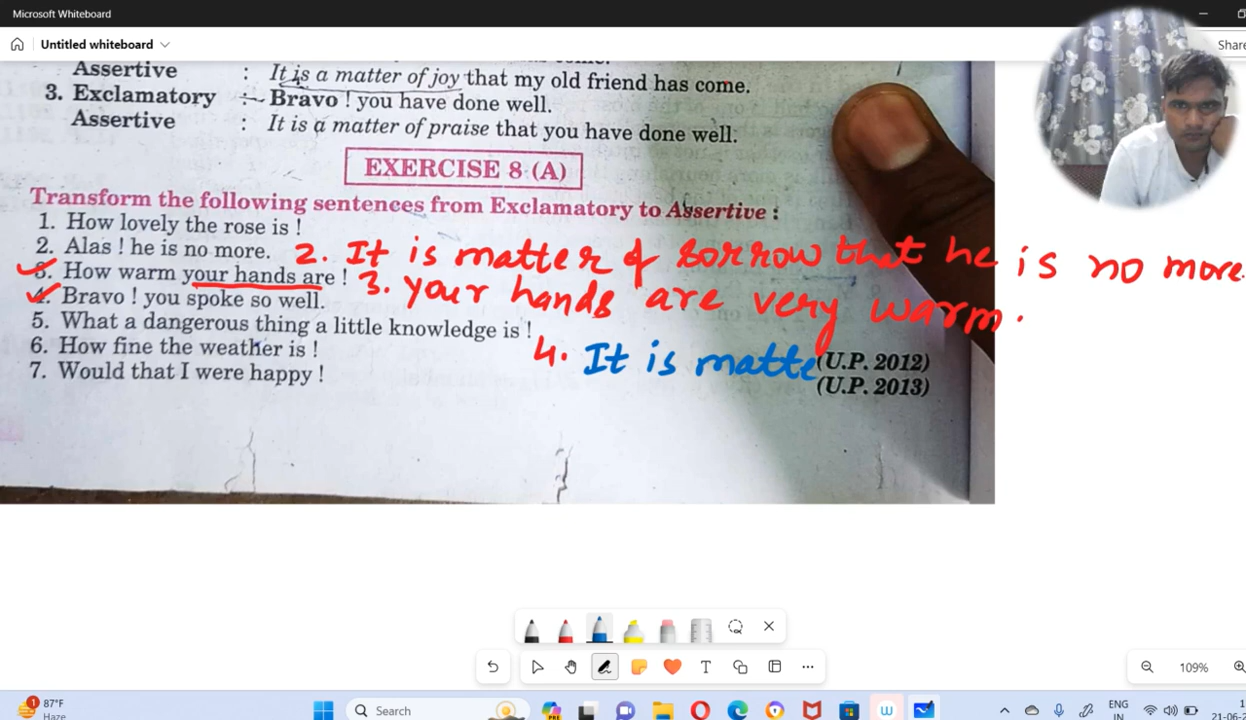 Microsoft Whiteboard
Untitled whiteboard
Share
Assertive : It is a matter of joy that my old friend has come.
3. Exclamatory : Bravo ! you have done well.
Assertive : It is a matter of praise that you have done well.
EXERCISE 8 (A)
Transform the following sentences from Exclamatory to Assertive :
1. How lovely the rose is !
2. Alas ! he is no more. 2. It is matter of sorrow that he is no more.
3. How warm your hands are ! 3. your hands are very warm.
4. Bravo ! you spoke so well.
5. What a dangerous thing a little knowledge is !
4. It is matte (U.P. 2012)
6. How fine the weather is !
7. Would that I were happy ! (U.P. 2013)
T
109%
1
87°F
Haze
Search
PRE
W
ENG
IN